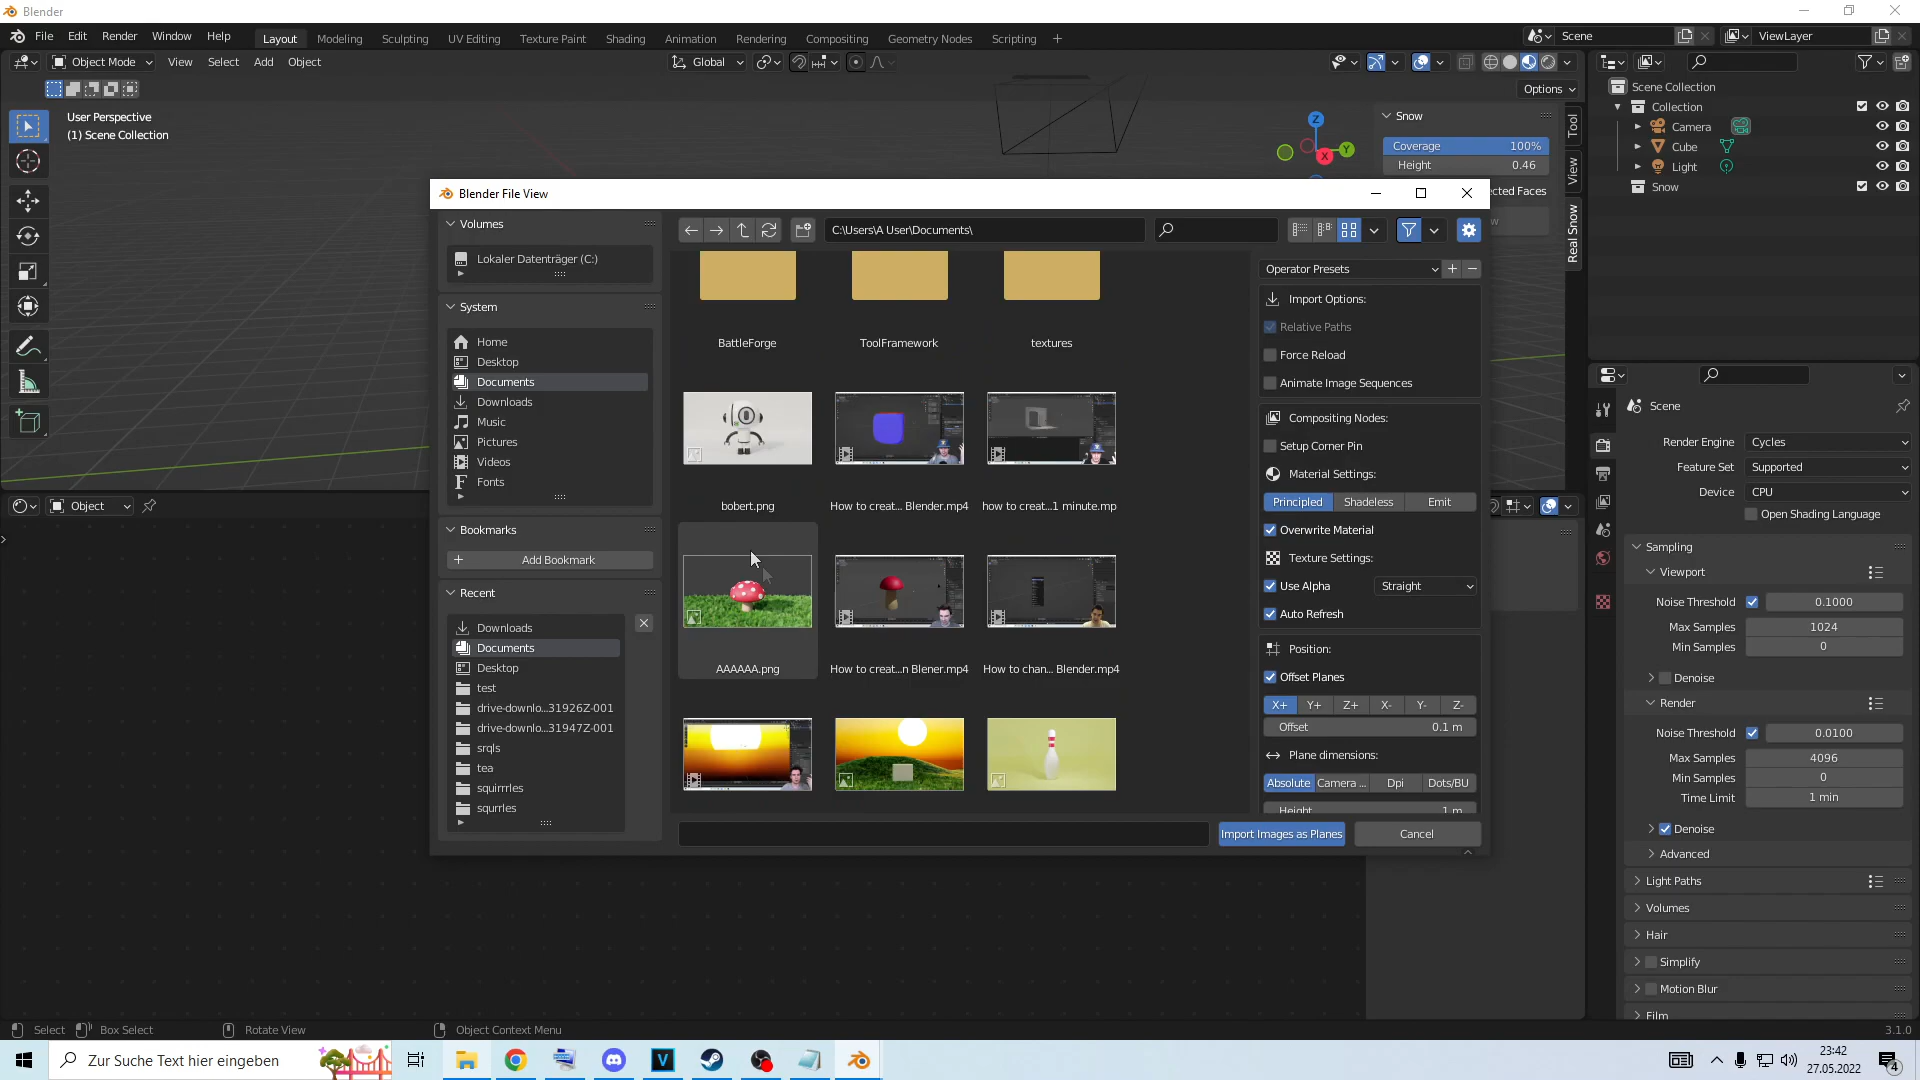 Blender
File Edit Render Window Help Layout Modeling Sculpting UV Editing Texture Paint Shading Animation Rendering Compositing Geometry Nodes Scripting + Scene ViewLayer
Object Mode View Select Add Object Global
Options
User Perspective
(1) Scene Collection
Z
Y
X
Snow
Coverage 100%
Height 0.46
ected Faces
w
Tool
View
Real Snow
Scene Collection
Collection
Camera
Cube
Light
Snow
Blender File View
Volumes
Lokaler Datenträger (C:)
System
Home
Desktop
Documents
Downloads
Music
Pictures
Videos
Fonts
Bookmarks
Add Bookmark
Recent
Downloads
Documents
Desktop
test
drive-downlo...31926Z-001
drive-downlo...31947Z-001
srqls
tea
squirrrles
squrrles
C:\Users\A User\Documents\
BattleForge ToolFramework textures
bobert.png How to creat... Blender.mp4 how to creat...1 minute.mp
AAAAAA.png How to creat...n Blener.mp4 How to chan... Blender.mp4
Operator Presets
Import Options:
Relative Paths
Force Reload
Animate Image Sequences
Compositing Nodes:
Setup Corner Pin
Material Settings:
Principled Shadeless Emit
Overwrite Material
Texture Settings:
Use Alpha Straight
Auto Refresh
Position:
Offset Planes
X+ Y+ Z+ X- Y- Z-
Offset 0.1 m
Plane dimensions:
Absolute Camera ... Dpi Dots/BU
Height 1 m
Import Images as Planes Cancel
Object
Scene
Render Engine Cycles
Feature Set Supported
Device CPU
Open Shading Language
Sampling
Viewport
Noise Threshold 0.1000
Max Samples 1024
Min Samples 0
Denoise
Render
Noise Threshold 0.0100
Max Samples 4096
Min Samples 0
Time Limit 1 min
Denoise
Advanced
Light Paths
Volumes
Hair
Simplify
Motion Blur
Film
Select Box Select Rotate View Object Context Menu 3.1.0
Zur Suche Text hier eingeben
V
23:42
27.05.2022
4